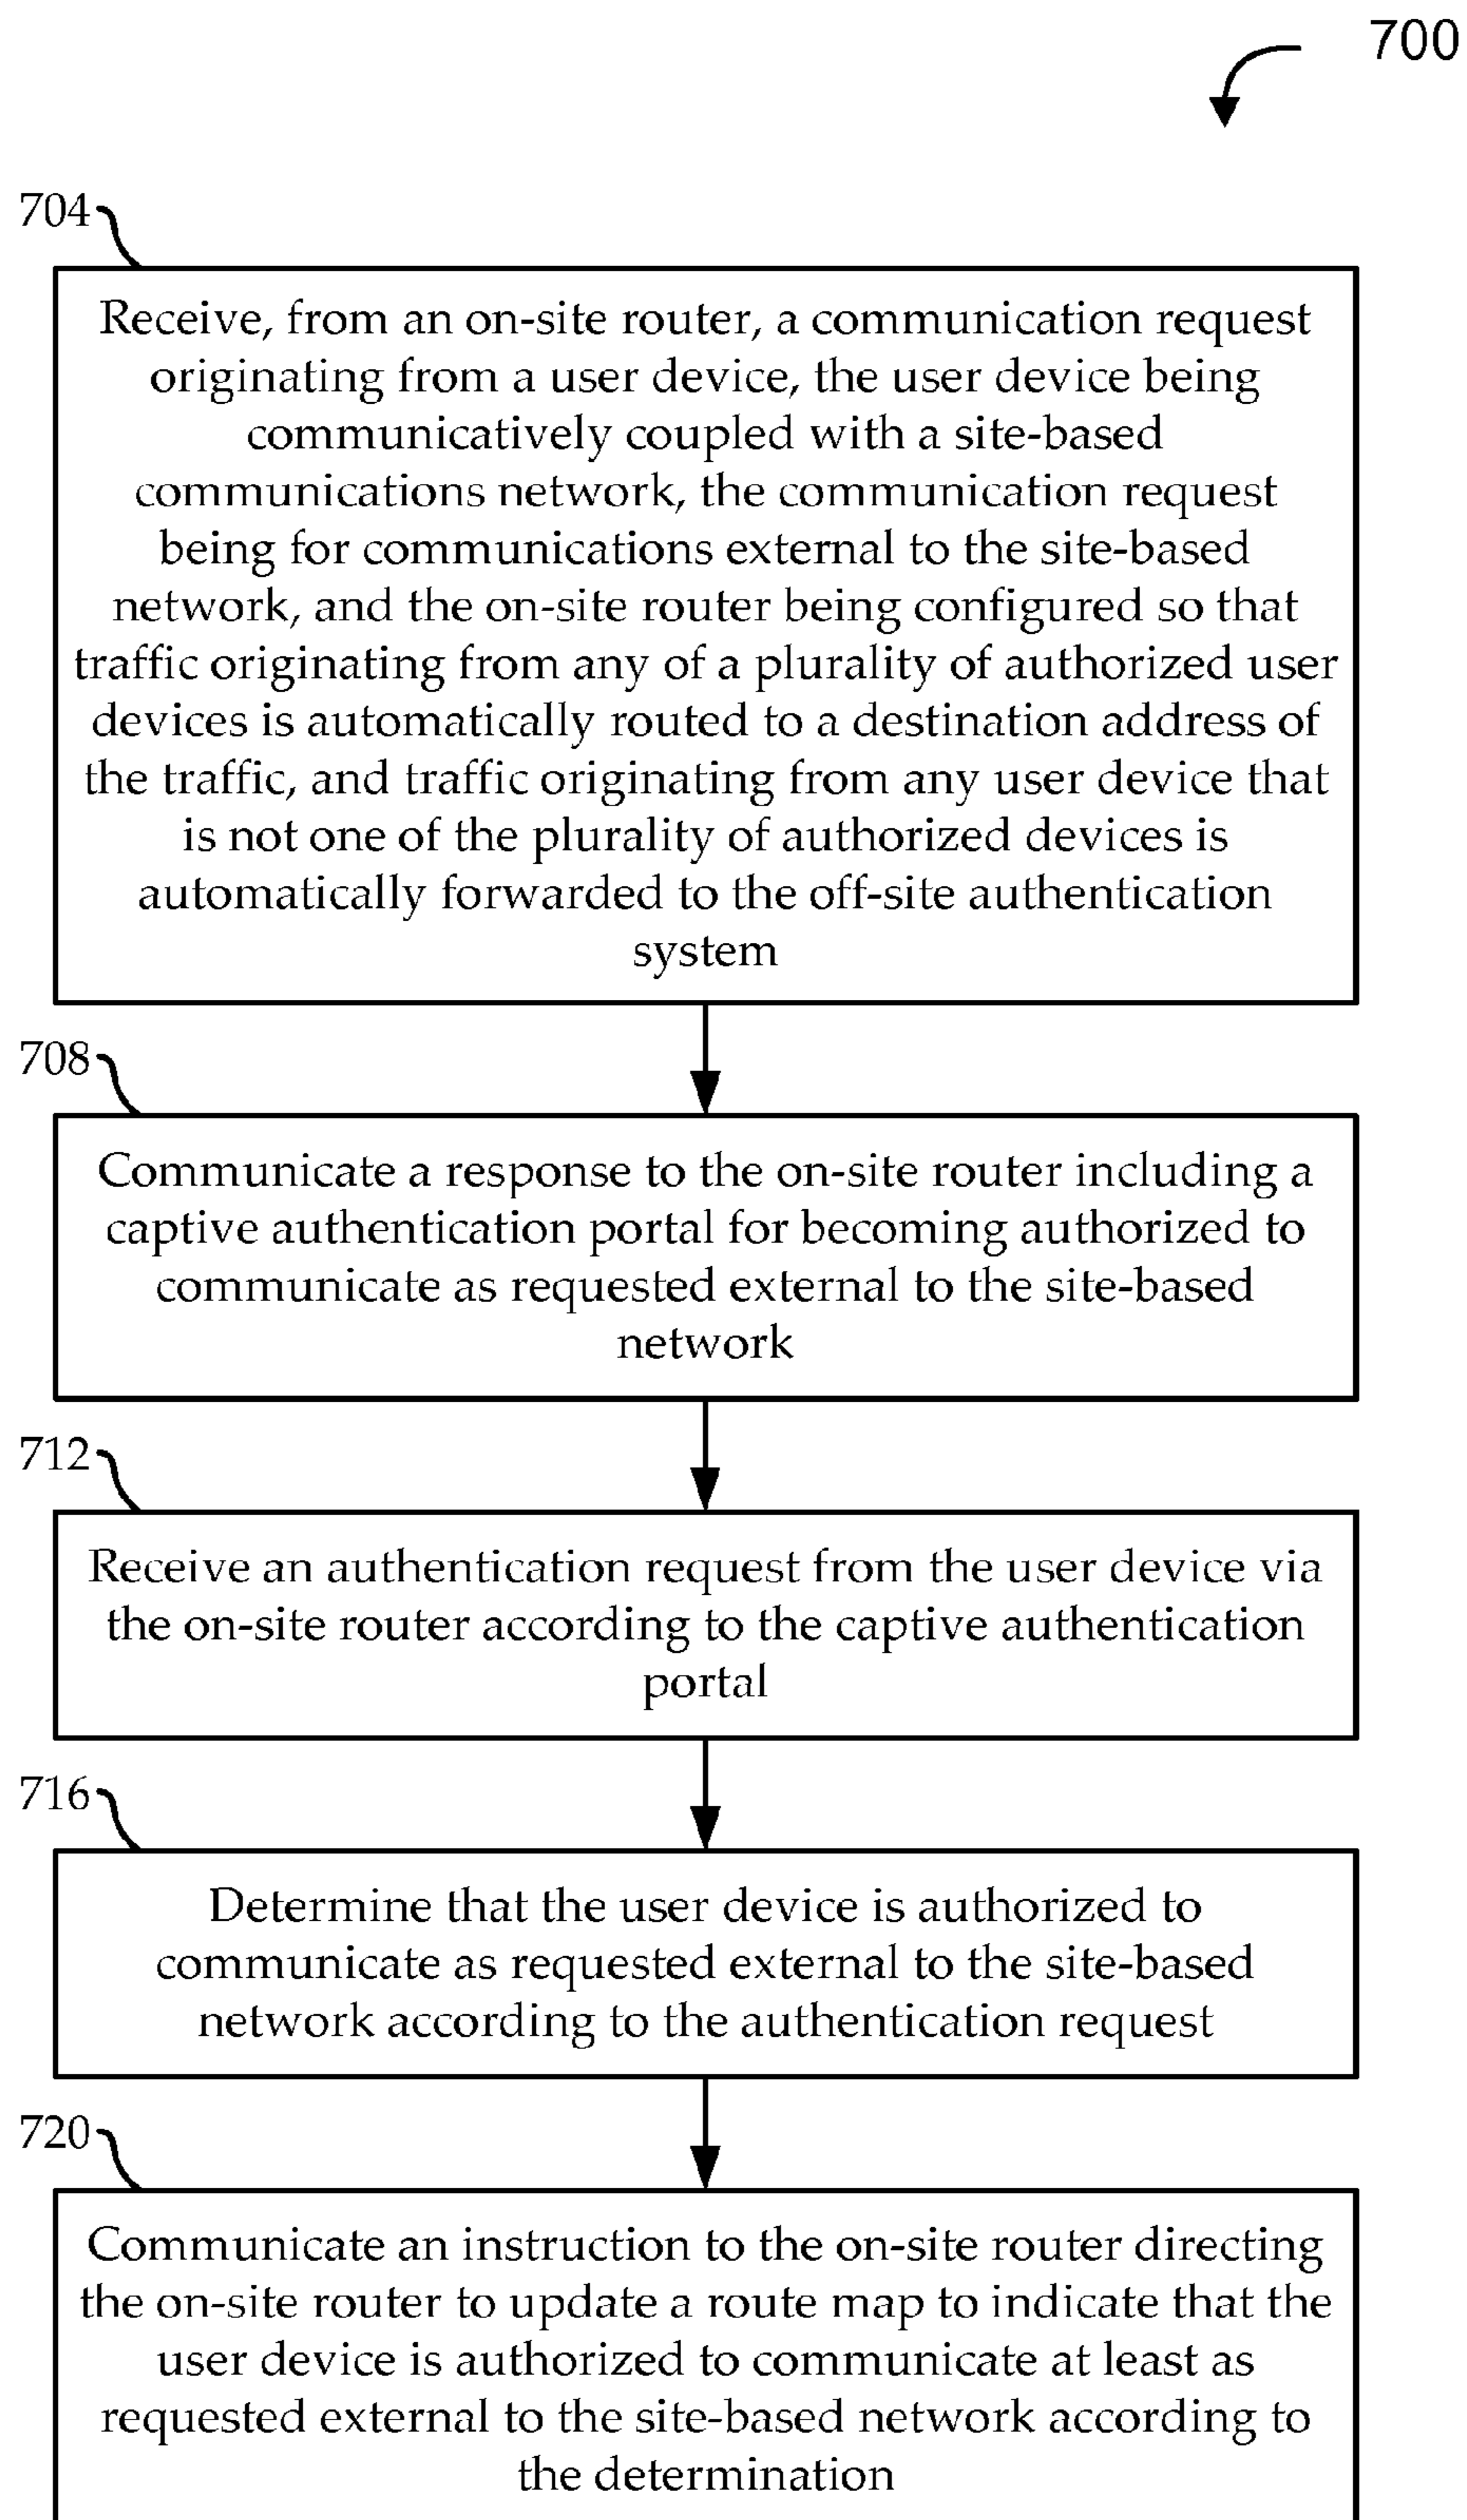 700
704
Receive, from an on-site router, a communication request
originating from a user device, the user device being
communicatively coupled with a site-based
communications network, the communication request
being for communications external to the site-based
network, and the on-site router being configured so that
traffic originating from any of a plurality of authorized user
devices is automatically routed to a destination address of
the traffic, and traffic originating from any user device that
is not one of the plurality of authorized devices is
automatically forwarded to the off-site authentication
system
708
Communicate a response to the on-site router including a
captive authentication portal for becoming authorized to
communicate as requested external to the site-based
network
712
Receive an authentication request from the user device via
the on-site router according to the captive authentication
portal
716
Determine that the user device is authorized to
communicate as requested external to the site-based
network according to the authentication request
720
Communicate an instruction to the on-site router directing
the on-site router to update a route map to indicate that the
user device is authorized to communicate at least as
requested external to the site-based network according to
the determination